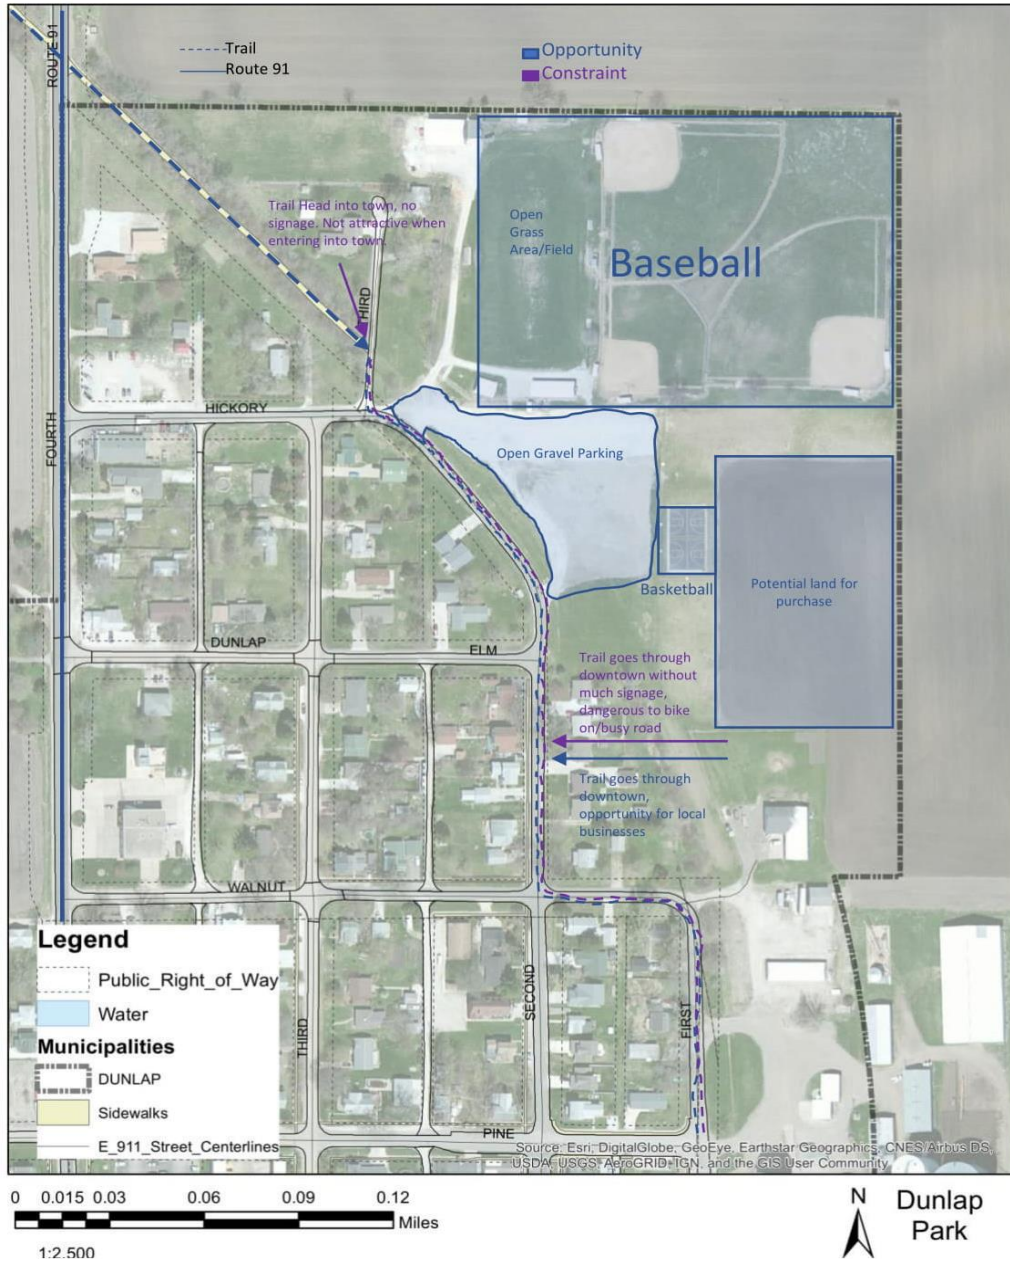 ROUTE 91
Trail
Route 91
Opportunity
Constraint
Trail Head into town, no
signage. Not attractive when
entering into town.
Open
Grass
Area/Field
Baseball
THIRD
HICKORY
FOURTH
Open Gravel Parking
Basketball
Potential land for
purchase
DUNLAP
ELM
Trail goes through
downtown without
much signage,
dangerous to bike
on/busy road
Trail goes through
downtown,
opportunity for local
businesses
WALNUT
Legend
Public_Right_of_Way
Water
Municipalities
DUNLAP
Sidewalks
E_911_Street_Centerlines
THIRD
SECOND
FIRST
PINE
Source: Esri, DigitalGlobe, GeoEye, Earthstar Geographics, CNES/Airbus DS,
USDA, USGS, AeroGRID, IGN, and the GIS User Community
0 0.015 0.03 0.06 0.09 0.12
Miles
1:2,500
N
Dunlap
Park